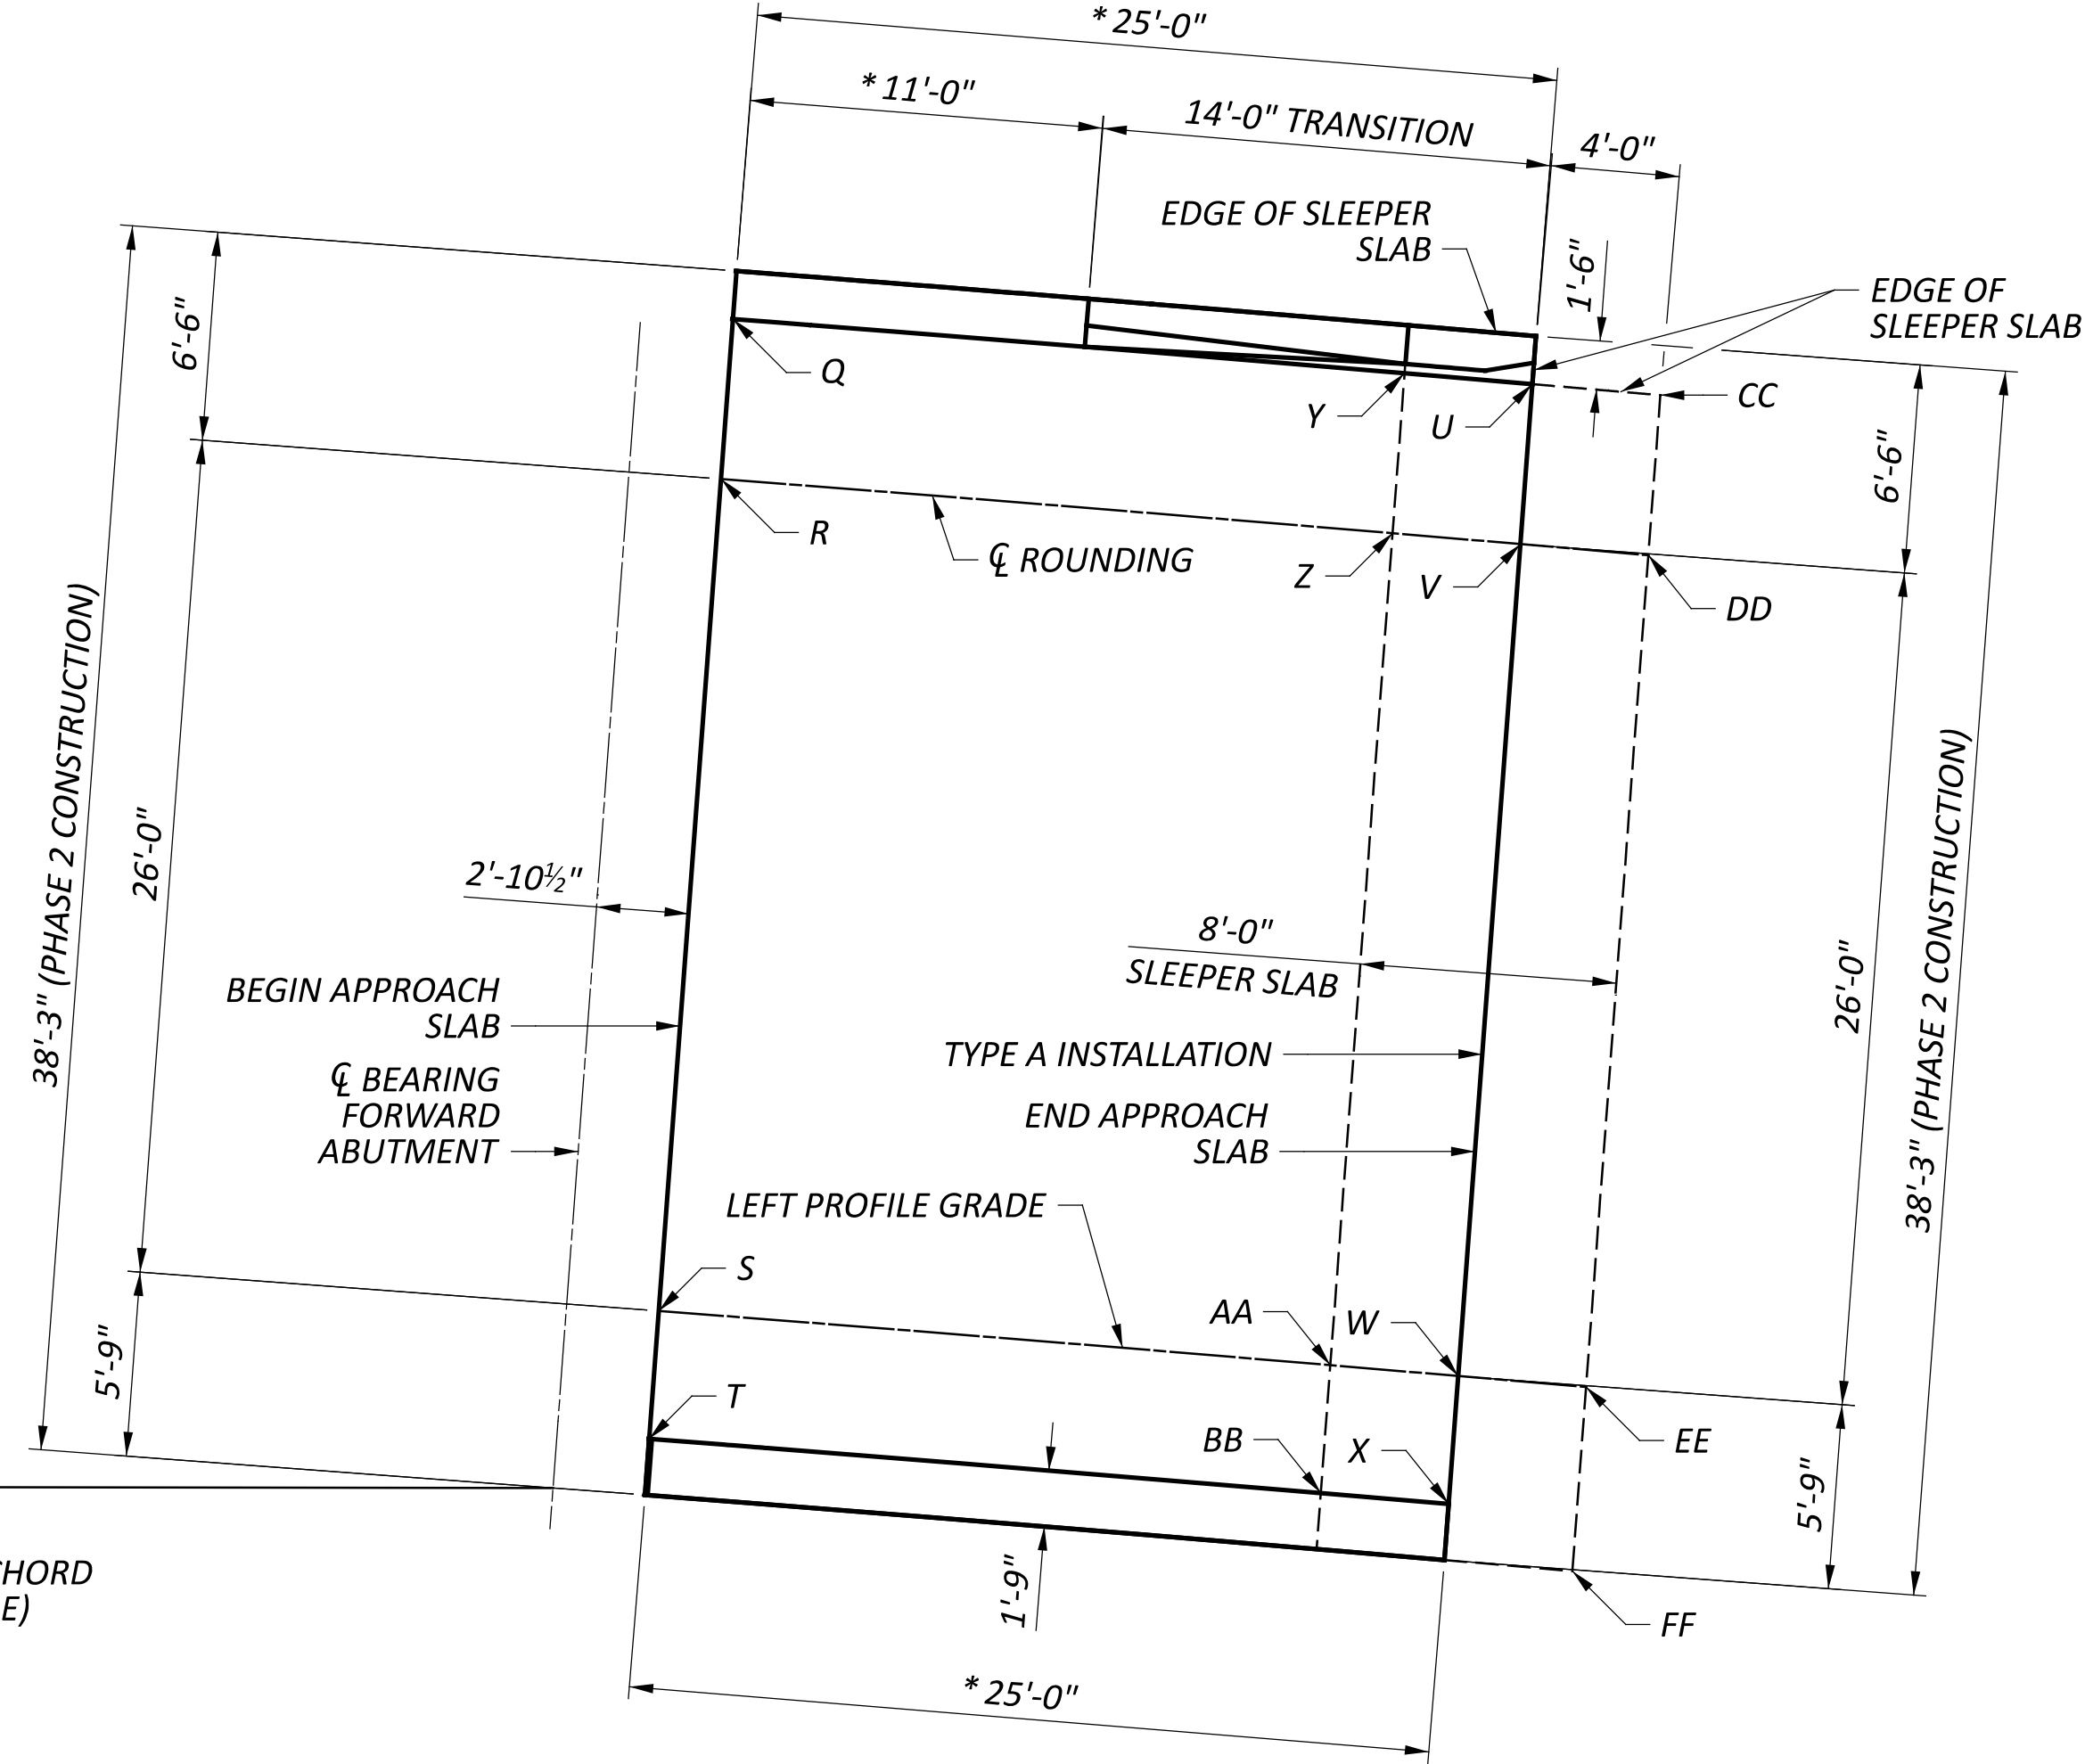 * 25'-0"
* 11'-0"
14'-0" TRANSITION
4'-0"
EDGE OF SLEEPER
SLAB
1'-6"
EDGE OF
SLEEPER SLAB
6'-6"
Q
Y
U
CC
6'-6"
R
℄ ROUNDING
Z
V
DD
38'-3" (PHASE 2 CONSTRUCTION)
26'-0"
2'-10½"
8'-0"
SLEEPER SLAB
26'-0"
38'-3" (PHASE 2 CONSTRUCTION)
BEGIN APPROACH
SLAB
TYPE A INSTALLATION
℄ BEARING
FORWARD
ABUTMENT
END APPROACH
SLAB
LEFT PROFILE GRADE
S
AA
W
5'-9"
T
BB
X
EE
5'-9"
HORD
E)
1'-9"
FF
* 25'-0"